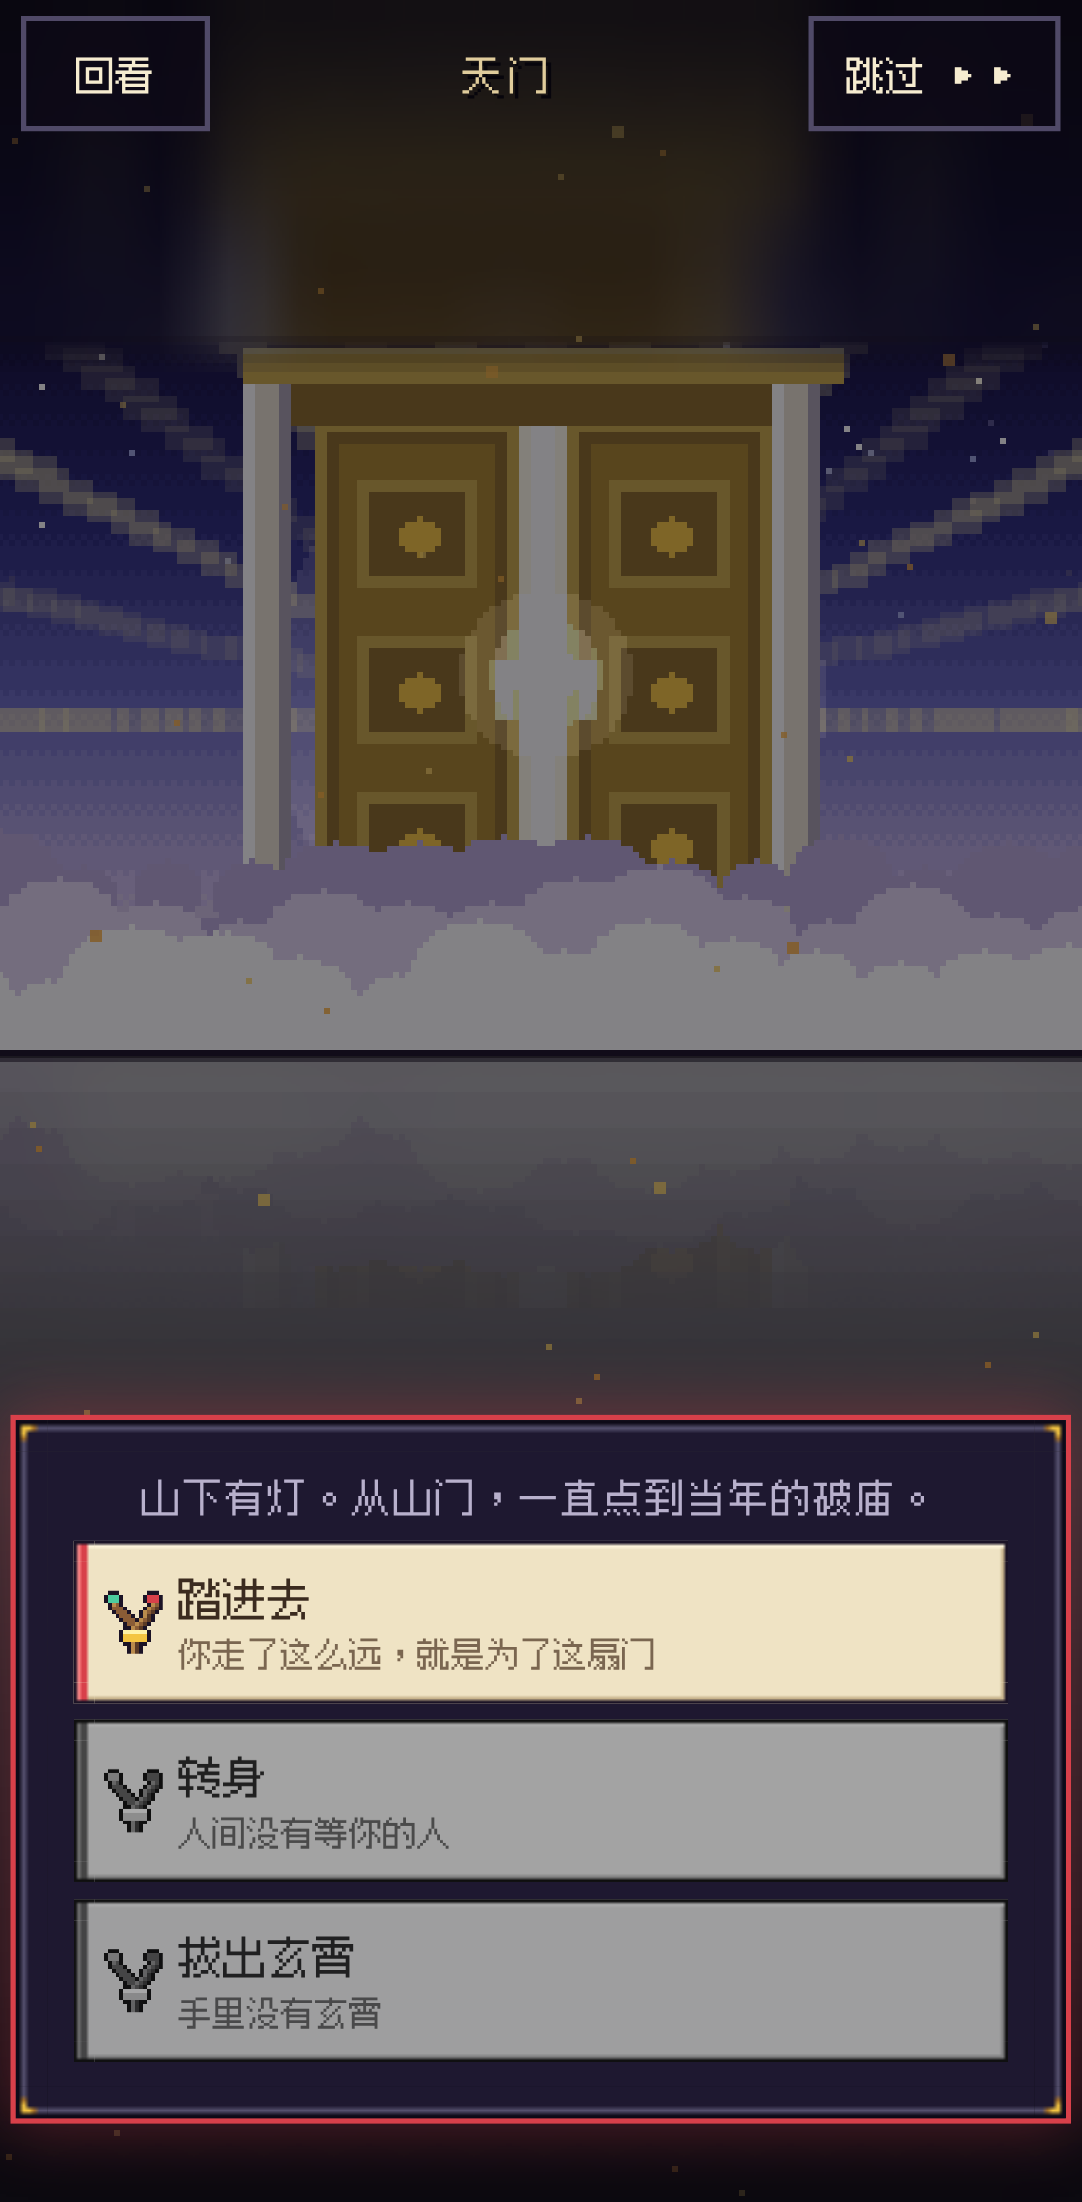 回看
天门
跳过 ▶ ▶
山下有灯。从山门，一直点到当年的破庙。
踏进去
你走了这么远，就是为了这扇门
转身
人间没有等你的人
拔出玄霄
手里没有玄霄